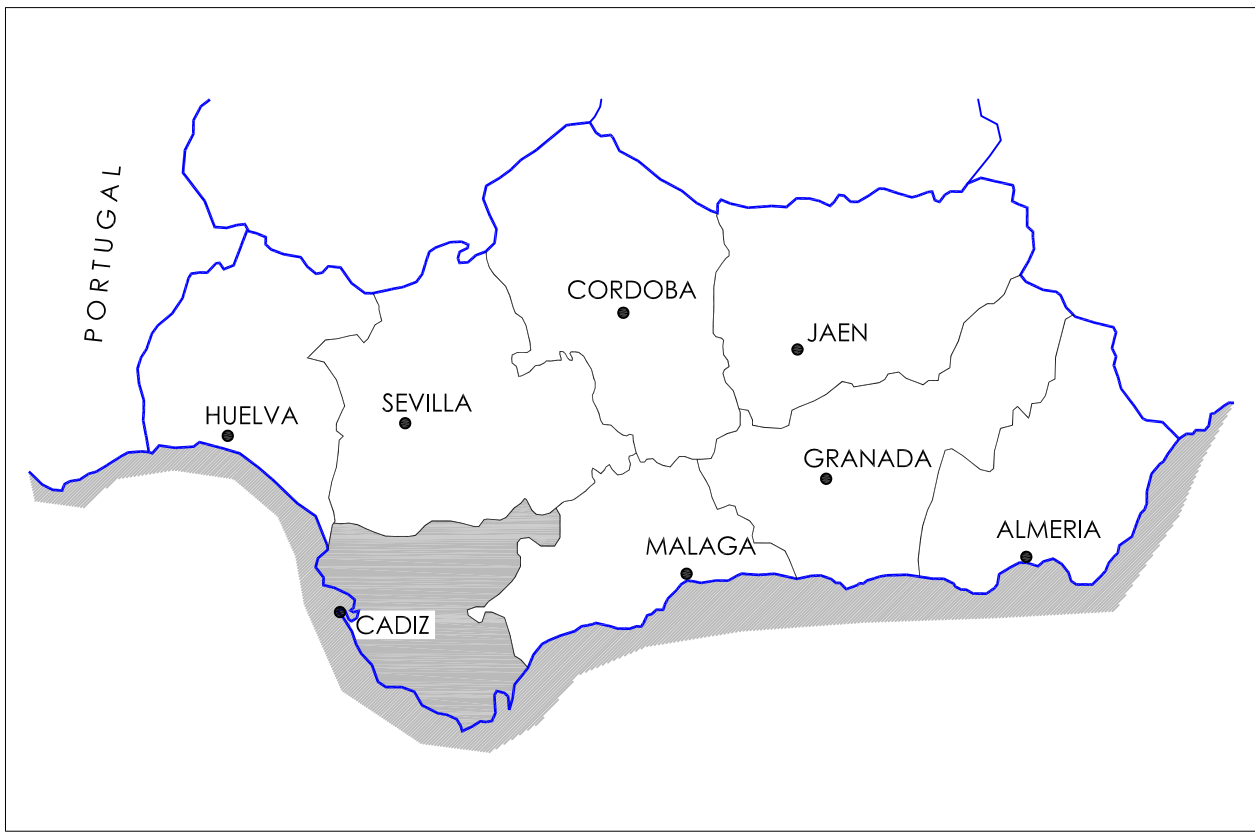 PORTUGAL
CORDOBA
JAEN
SEVILLA
HUELVA
GRANADA
ALMERIA
MALAGA
CADIZ